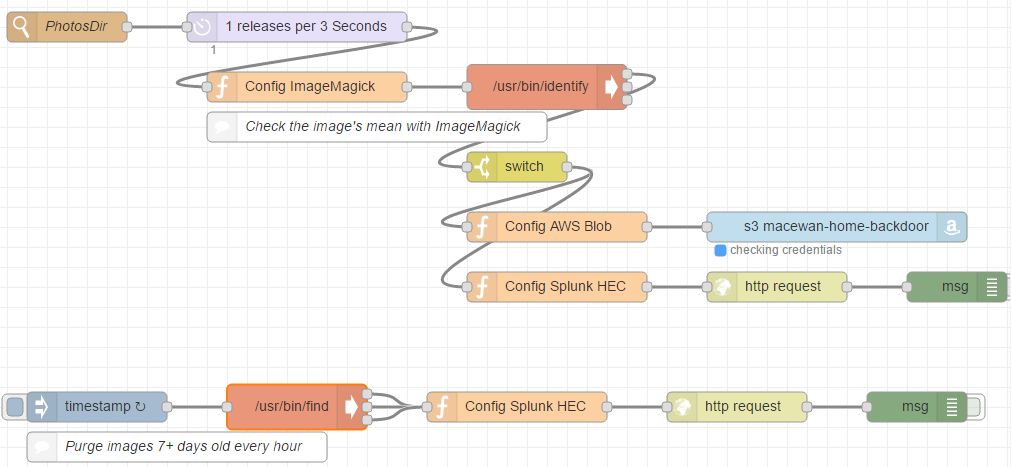 PhotosDir
1 releases per 3 Seconds
1
Config ImageMagick
/usr/bin/identify
Check the image's mean with ImageMagick
switch
Config AWS Blob
s3 macewan-home-backdoor
checking credentials
Config Splunk HEC
http request
msg
timestamp ↻
/usr/bin/find
Config Splunk HEC
http request
msg
Purge images 7+ days old every hour